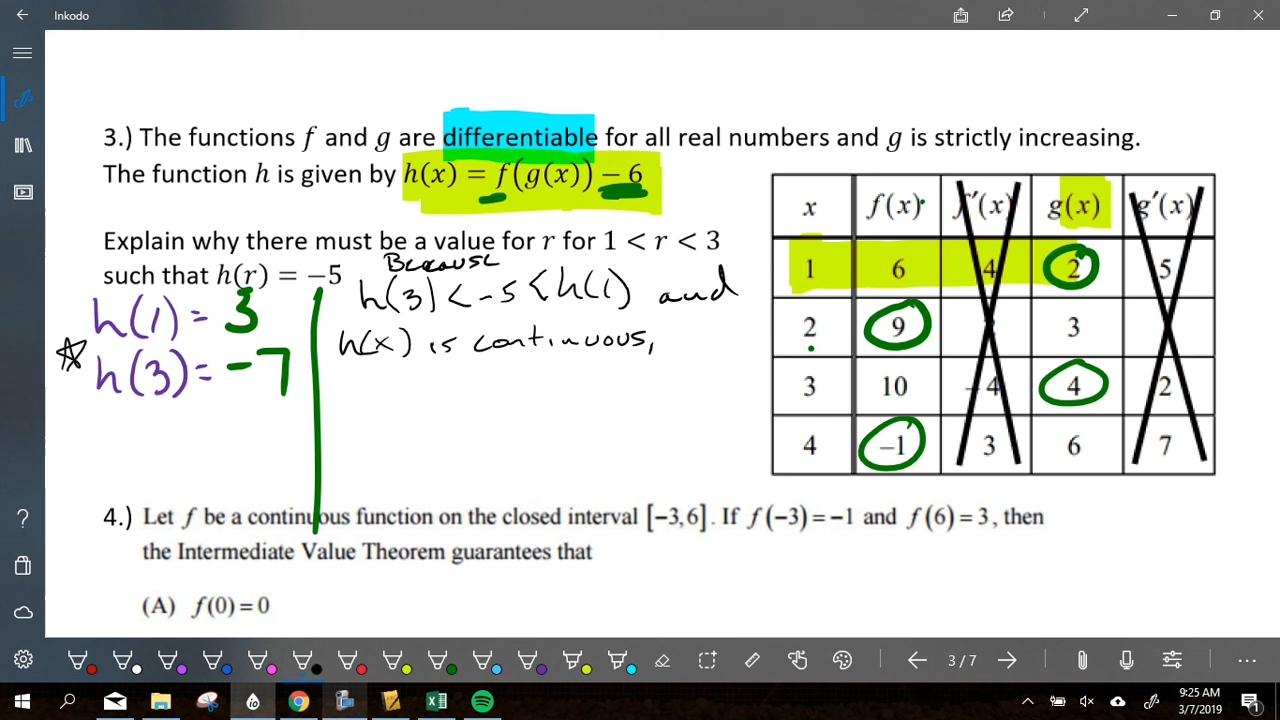 Inkodo
3.) The functions f and g are differentiable for all real numbers and g is strictly increasing.
The function h is given by h(x) = f(g(x)) − 6
Explain why there must be a value for r for 1 < r < 3
such that h(r) = −5
Because
h(3) < -5 < h(1) and
h(x) is continuous,
h(1) = 3
h(3) = -7
x f(x) f′(x) g(x) g′(x)
1 6 4 2 5
2 9 3
3 10 −4 4 2
4 −1 3 6 7
4.) Let f be a continuous function on the closed interval [−3,6]. If f(−3) = −1 and f(6) = 3, then
the Intermediate Value Theorem guarantees that
(A) f(0) = 0
3 / 7
9:25 AM
3/7/2019